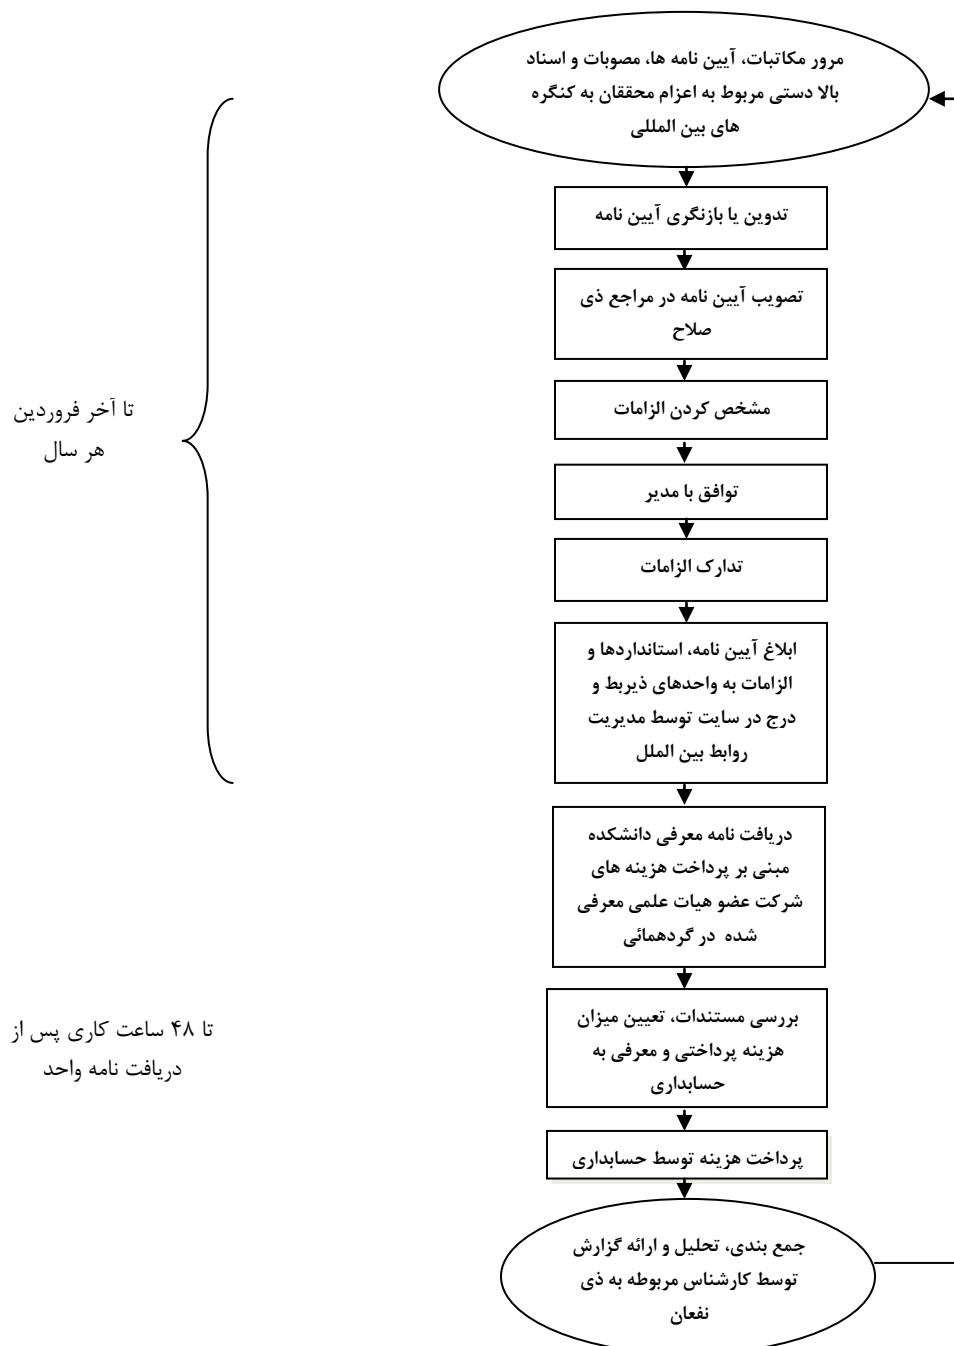 مرور مکاتبات، آیین نامه ها، مصوبات و اسناد
بالا دستی مربوط به اعزام محققان به کنگره
های بین المللی
تدوین یا بازنگری آیین نامه
تصویب آیین نامه در مراجع ذی
صلاح
مشخص کردن الزامات
تا آخر فروردین
هر سال
توافق با مدیر
تدارک الزامات
ابلاغ آیین نامه، استانداردها و
الزامات به واحدهای ذیربط و
درج در سایت توسط مدیریت
روابط بین الملل
دریافت نامه معرفی دانشکده
مبنی بر پرداخت هزینه های
شرکت عضو هیات علمی معرفی
شده در گردهمائی
بررسی مستندات، تعیین میزان
هزینه پرداختی و معرفی به
حسابداری
تا ۴۸ ساعت کاری پس از
دریافت نامه واحد
پرداخت هزینه توسط حسابداری
جمع بندی، تحلیل و ارائه گزارش
توسط کارشناس مربوطه به ذی
نفعان